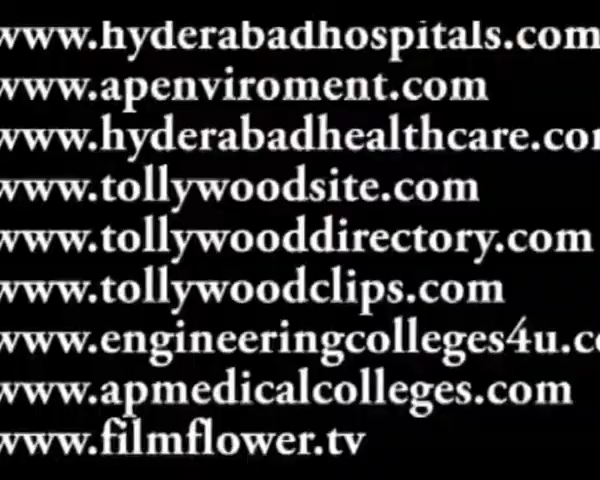 www.hyderabadhospitals.com
www.apenviroment.com
www.hyderabadhealthcare.co
www.tollywoodsite.com
www.tollywooddirectory.com
www.tollywoodclips.com
www.engineeringcolleges4u.c
www.apmedicalcolleges.com
www.filmflower.tv